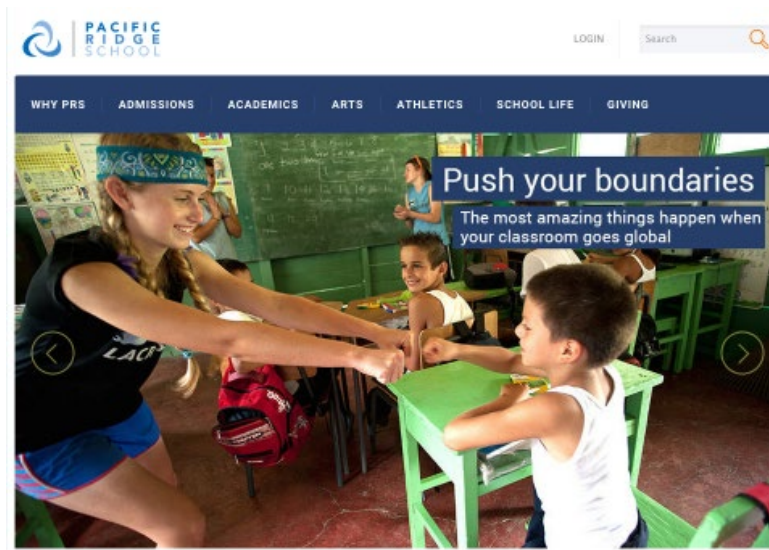 PACIFIC
RIDGE
SCHOOL
LOGIN
Search
WHY PRS ADMISSIONS ACADEMICS ARTS ATHLETICS SCHOOL LIFE GIVING
Push your boundaries
The most amazing things happen when
your classroom goes global